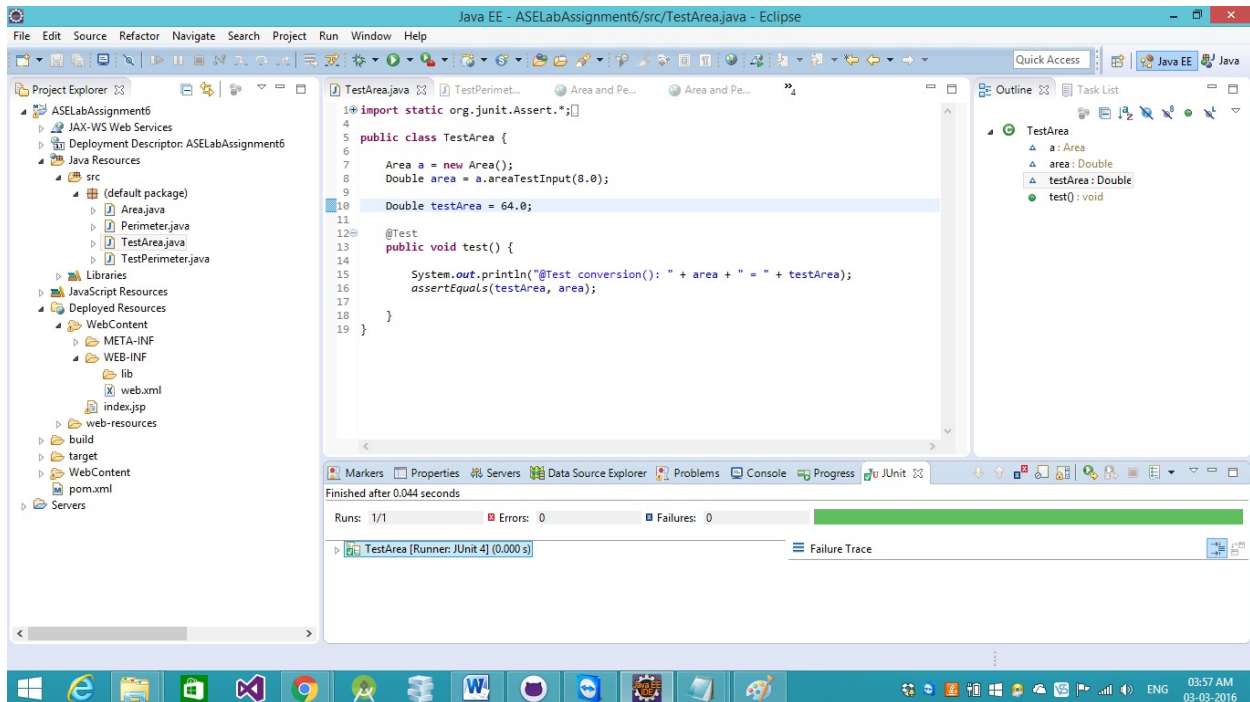 Java EE - ASELabAssignment6/src/TestArea.java - Eclipse
File Edit Source Refactor Navigate Search Project Run Window Help
Quick Access Java EE Java
Project Explorer
ASELabAssignment6
JAX-WS Web Services
Deployment Descriptor: ASELabAssignment6
Java Resources
src
(default package)
Area.java
Perimeter.java
TestArea.java
TestPerimeter.java
Libraries
JavaScript Resources
Deployed Resources
WebContent
META-INF
WEB-INF
lib
web.xml
index.jsp
web-resources
build
target
WebContent
pom.xml
Servers
TestArea.java TestPerimet... Area and Pe... Area and Pe... »4
1 import static org.junit.Assert.*;
4
5 public class TestArea {
6
7 Area a = new Area();
8 Double area = a.areaTestInput(8.0);
9
10 Double testArea = 64.0;
11
12 @Test
13 public void test() {
14
15 System.out.println("@Test conversion(): " + area + " = " + testArea);
16 assertEquals(testArea, area);
17
18 }
19 }
Outline Task List
TestArea
a : Area
area : Double
testArea : Double
test() : void
Markers Properties Servers Data Source Explorer Problems Console Progress JUnit
Finished after 0.044 seconds
Runs: 1/1 Errors: 0 Failures: 0
TestArea [Runner: JUnit 4] (0.000 s)
Failure Trace
ENG
03:57 AM
03-03-2016